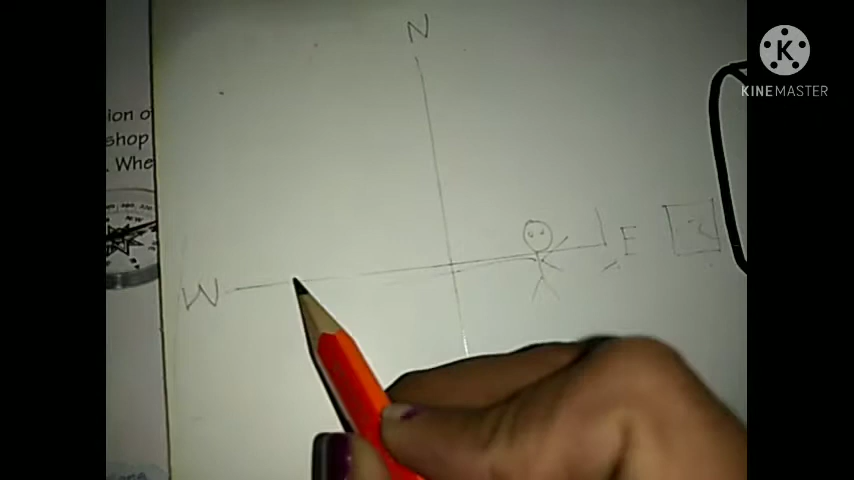 N
K
KINEMASTER
ion o
shop
. Whe
E
W